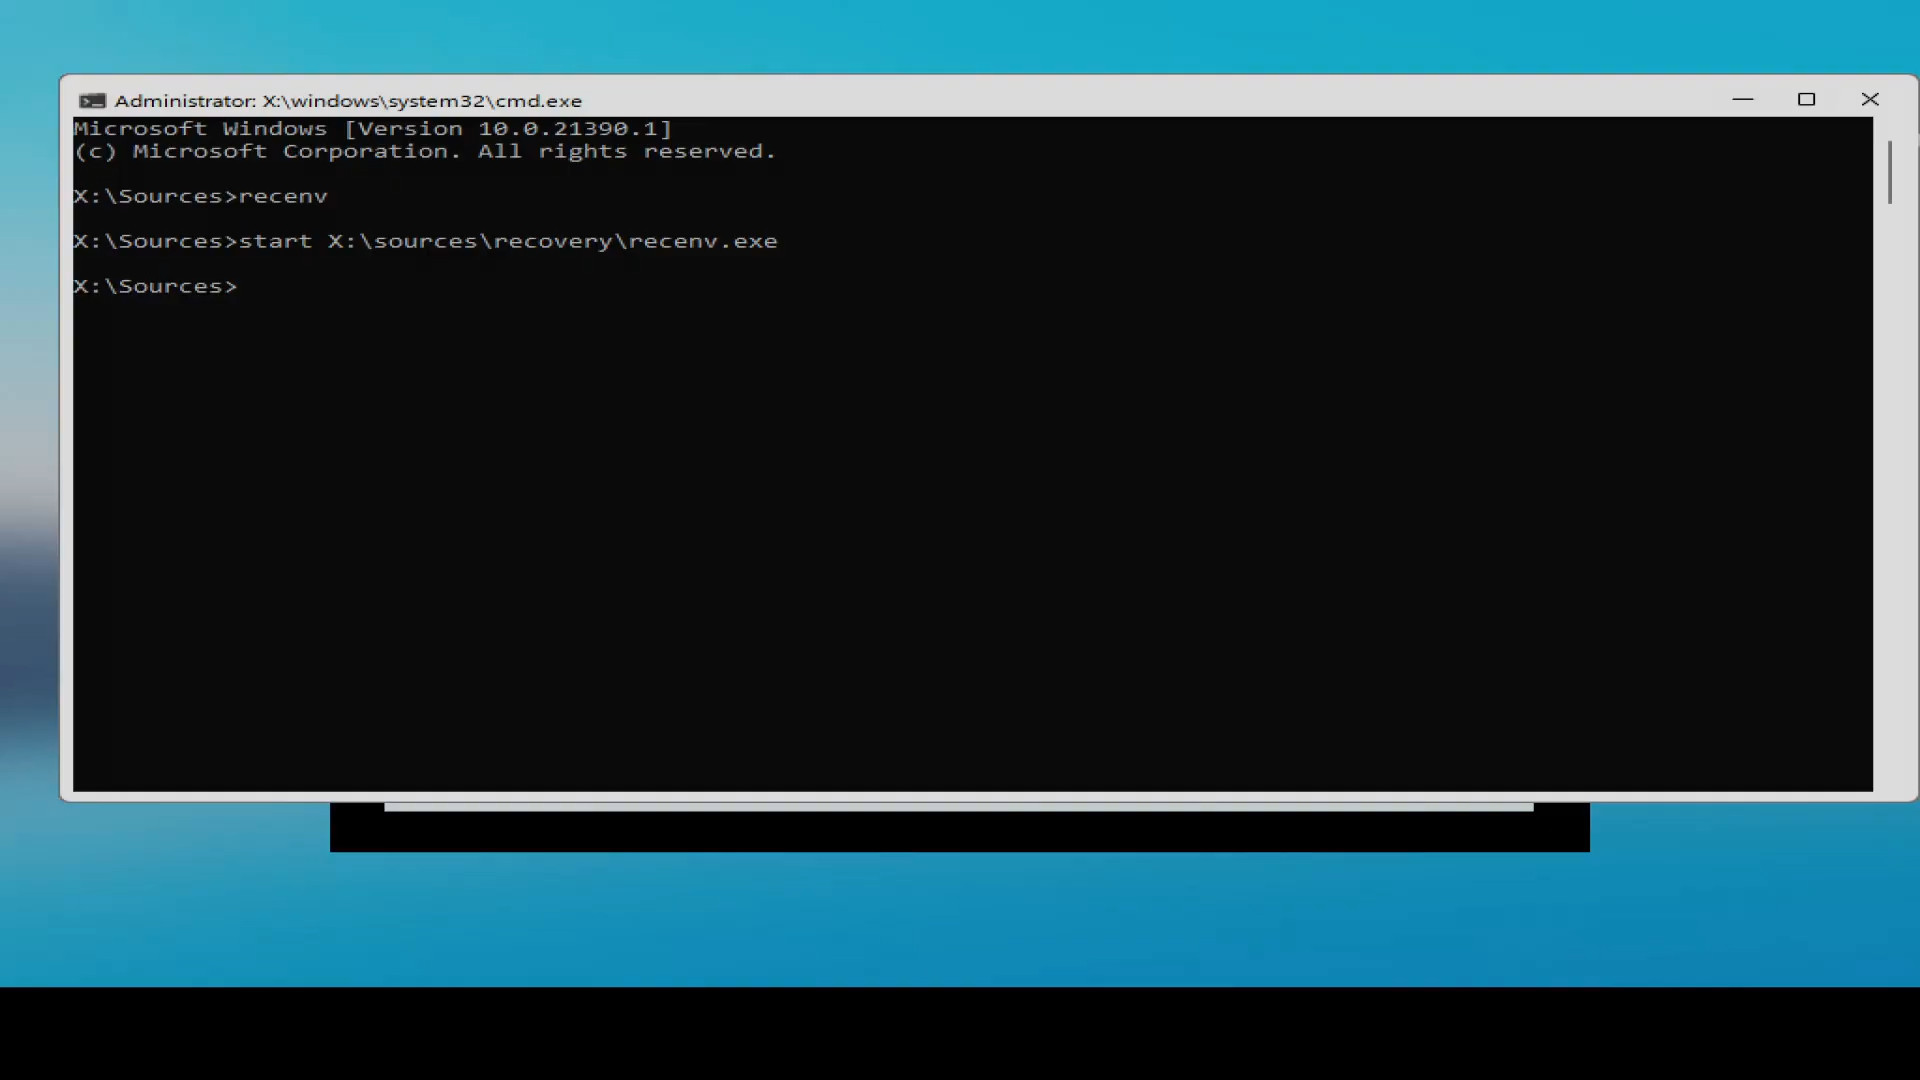 Administrator: X:\windows\system32\cmd.exe
Microsoft Windows [Version 10.0.21390.1]
(c) Microsoft Corporation. All rights reserved.
X:\Sources>recenv
X:\Sources>start X:\sources\recovery\recenv.exe
X:\Sources>